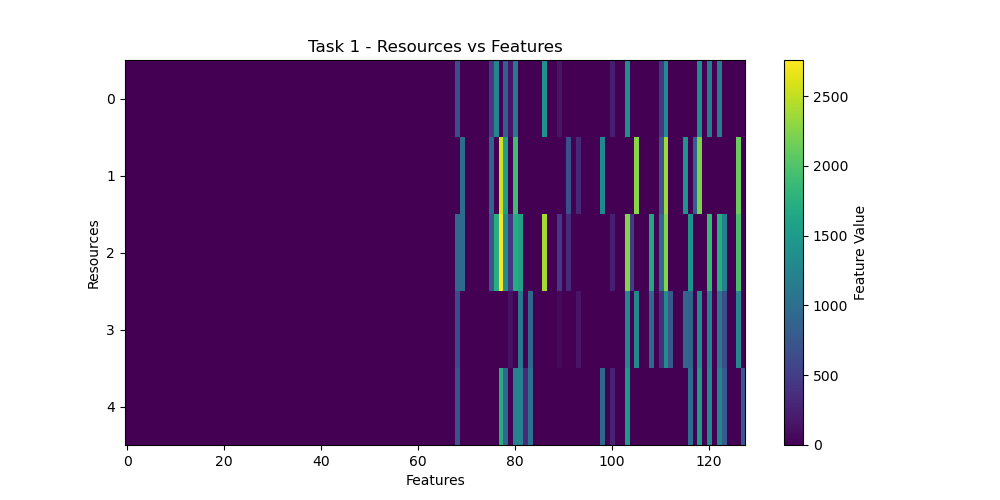 Task 1 - Resources vs Features
Resources
0
1
2
3
4
0 20 40 60 80 100 120
Features
2500
2000
1500
1000
500
0
Feature Value